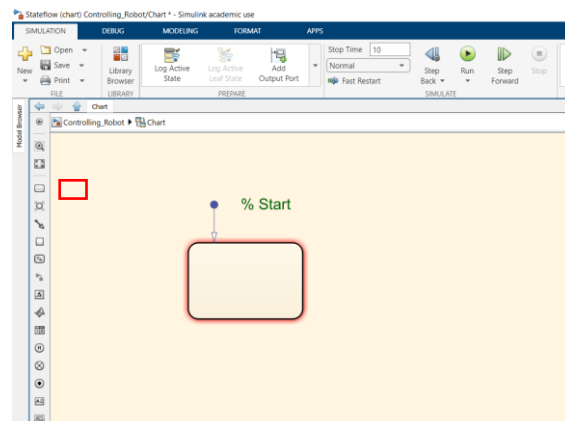 Stateflow (chart) Controlling_Robot/Chart * - Simulink academic use
SIMULATION DEBUG MODELING FORMAT APPS
New
Open
Save
Print
FILE
Library Browser
LIBRARY
Log Active State
Log Active Leaf State
Add Output Port
PREPARE
Stop Time 10
Normal
Fast Restart
Step Back
Run
Step Forward
Stop
SIMULATE
Model Browser
Chart
Controlling_Robot Chart
% Start